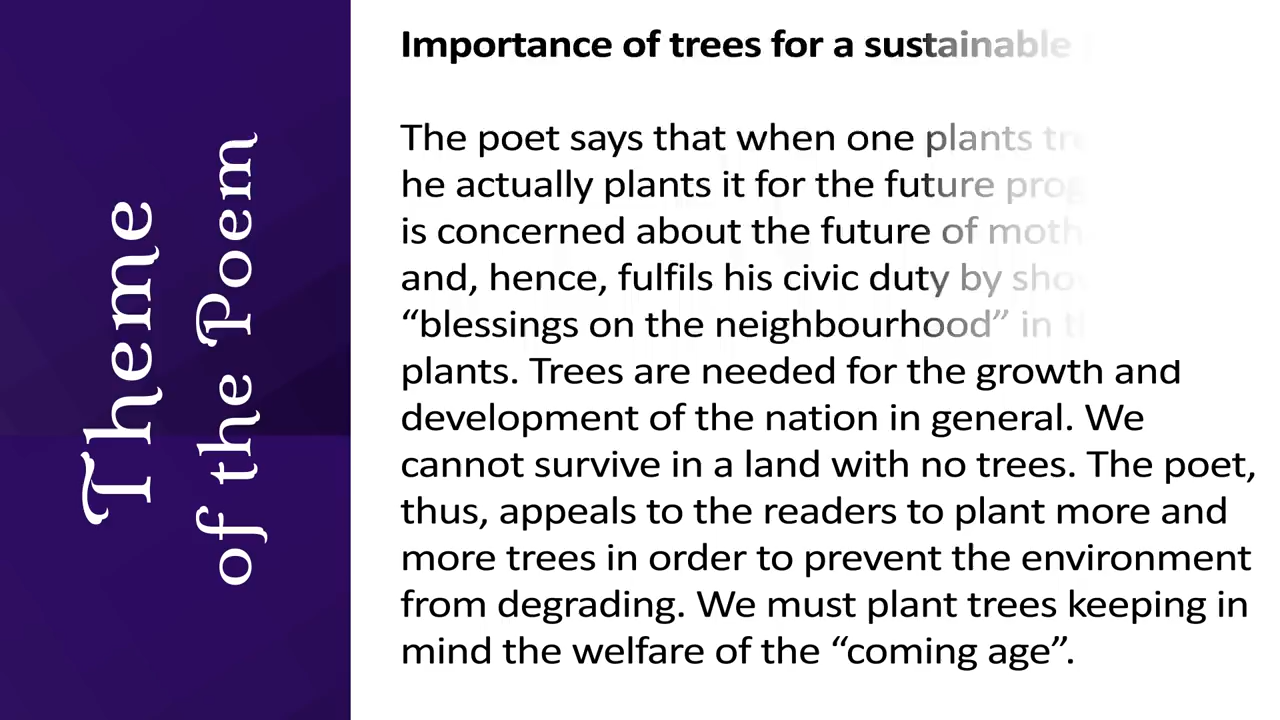 Theme
of the Poem
Importance of trees for a sustainable
The poet says that when one plants
he actually plants it for the future
is concerned about the future of
and, hence, fulfils his civic duty by
“blessings on the neighbourhood” in
plants. Trees are needed for the growth and
development of the nation in general. We
cannot survive in a land with no trees. The poet,
thus, appeals to the readers to plant more and
more trees in order to prevent the environment
from degrading. We must plant trees keeping in
mind the welfare of the “coming age”.